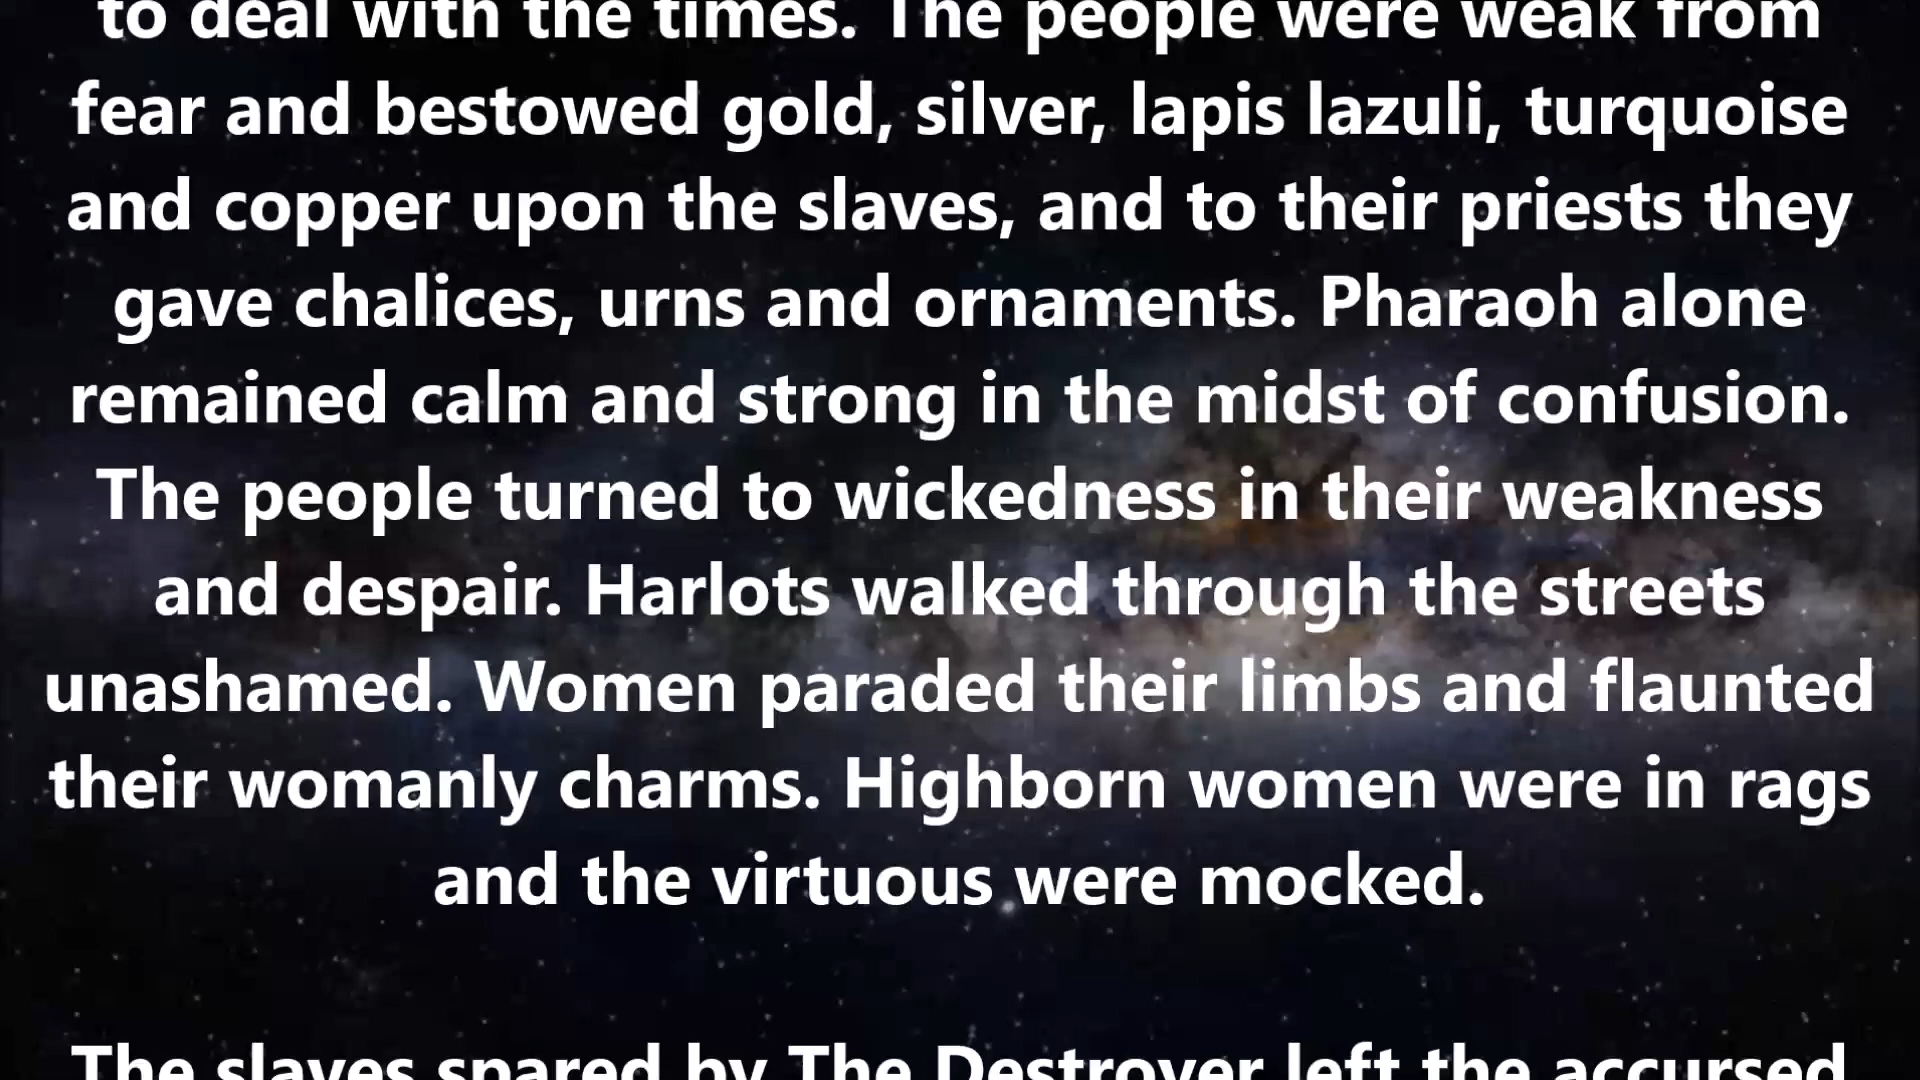 to deal with the times. The people were weak from
fear and bestowed gold, silver, lapis lazuli, turquoise
and copper upon the slaves, and to their priests they
gave chalices, urns and ornaments. Pharaoh alone
remained calm and strong in the midst of confusion.
The people turned to wickedness in their weakness
and despair. Harlots walked through the streets
unashamed. Women paraded their limbs and flaunted
their womanly charms. Highborn women were in rags
and the virtuous were mocked.
The slaves spared by The Destroyer left the accursed